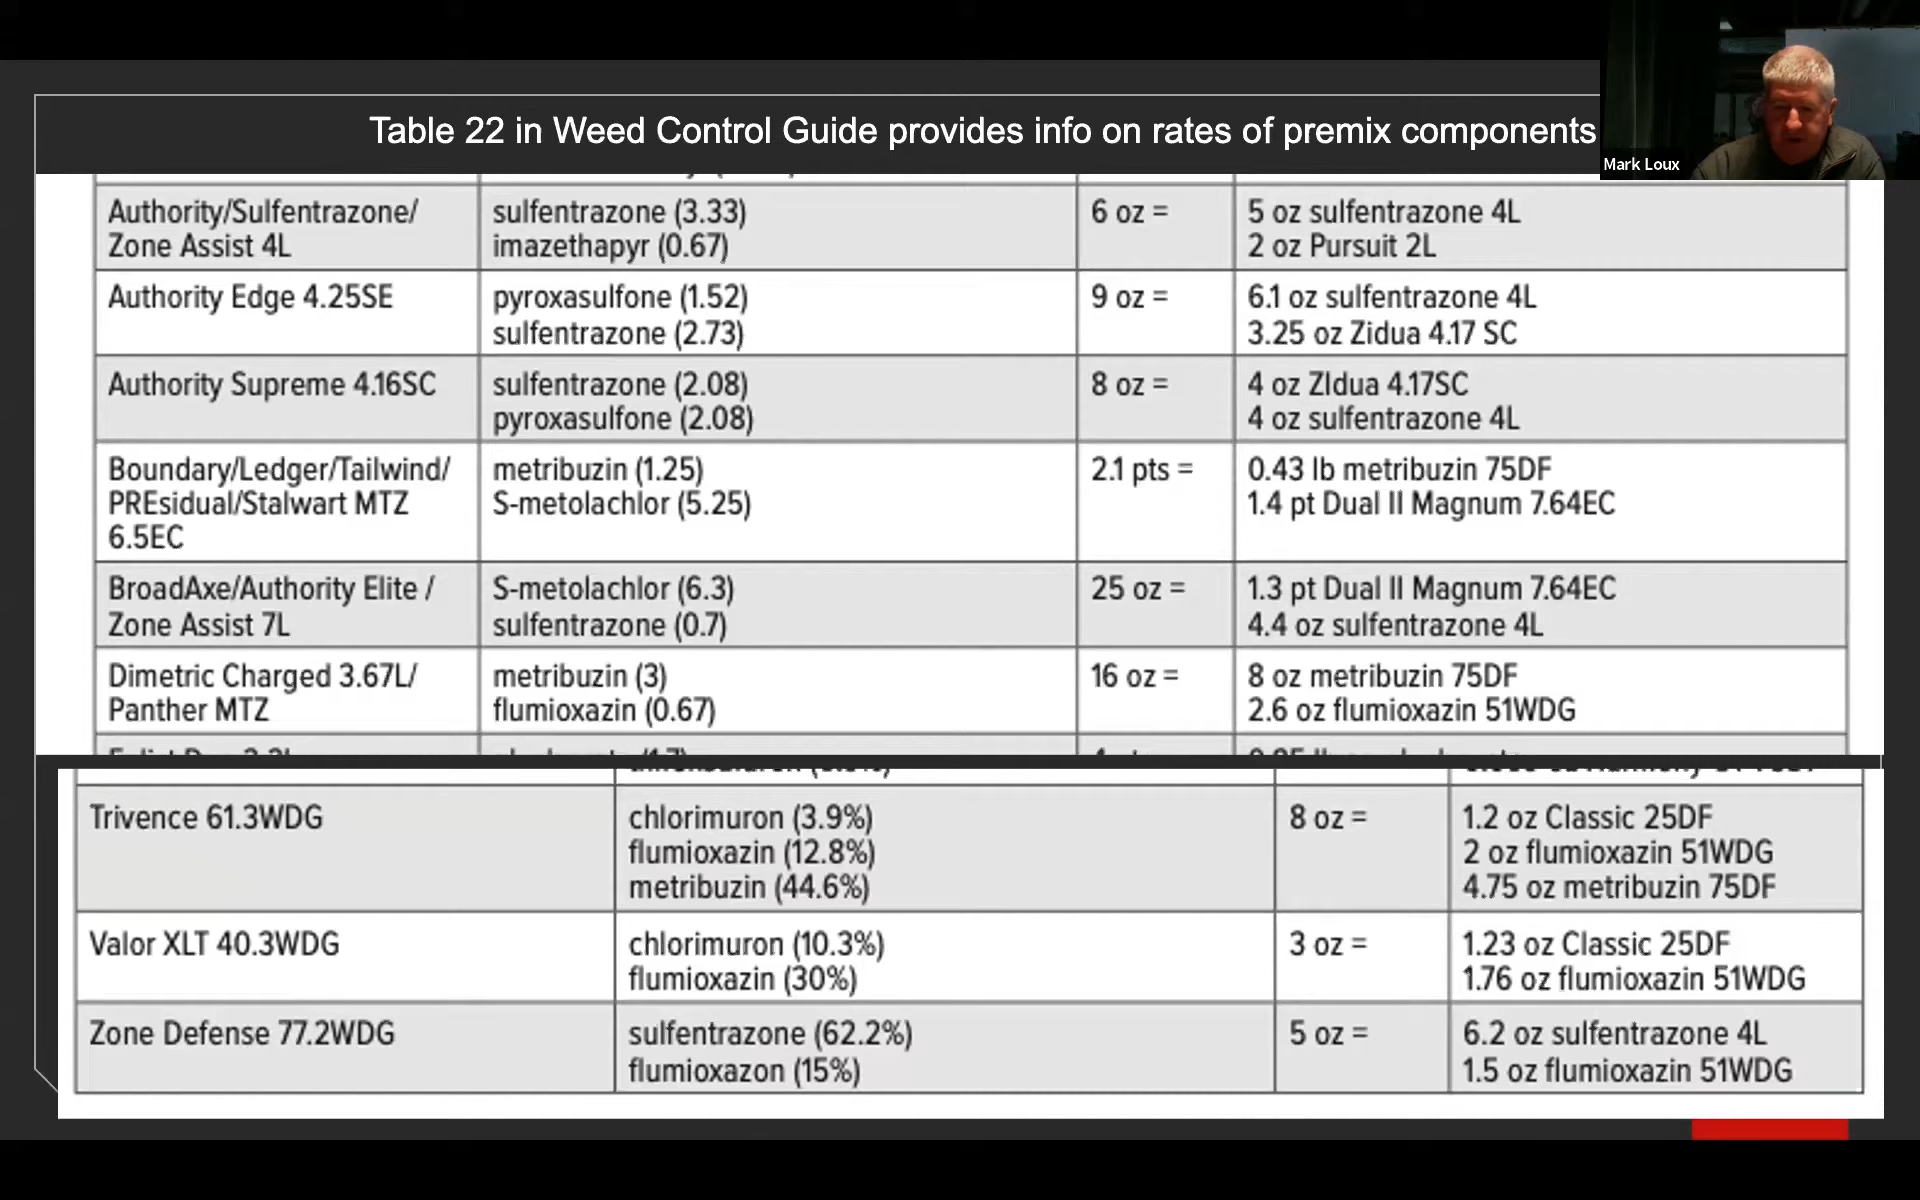 Table 22 in Weed Control Guide provides info on rates of premix components
Mark Loux
Authority/Sulfentrazone/ sulfentrazone (3.33) 6 oz = 5 oz sulfentrazone 4L
Zone Assist 4L imazethapyr (0.67) 2 oz Pursuit 2L
Authority Edge 4.25SE pyroxasulfone (1.52) 9 oz = 6.1 oz sulfentrazone 4L
sulfentrazone (2.73) 3.25 oz Zidua 4.17 SC
Authority Supreme 4.16SC sulfentrazone (2.08) 8 oz = 4 oz ZIdua 4.17SC
pyroxasulfone (2.08) 4 oz sulfentrazone 4L
Boundary/Ledger/Tailwind/ metribuzin (1.25) 2.1 pts = 0.43 lb metribuzin 75DF
PREsidual/Stalwart MTZ S-metolachlor (5.25) 1.4 pt Dual II Magnum 7.64EC
6.5EC
BroadAxe/Authority Elite / S-metolachlor (6.3) 25 oz = 1.3 pt Dual II Magnum 7.64EC
Zone Assist 7L sulfentrazone (0.7) 4.4 oz sulfentrazone 4L
Dimetric Charged 3.67L/ metribuzin (3) 16 oz = 8 oz metribuzin 75DF
Panther MTZ flumioxazin (0.67) 2.6 oz flumioxazin 51WDG
Trivence 61.3WDG chlorimuron (3.9%) 8 oz = 1.2 oz Classic 25DF
flumioxazin (12.8%) 2 oz flumioxazin 51WDG
metribuzin (44.6%) 4.75 oz metribuzin 75DF
Valor XLT 40.3WDG chlorimuron (10.3%) 3 oz = 1.23 oz Classic 25DF
flumioxazin (30%) 1.76 oz flumioxazin 51WDG
Zone Defense 77.2WDG sulfentrazone (62.2%) 5 oz = 6.2 oz sulfentrazone 4L
flumioxazon (15%) 1.5 oz flumioxazin 51WDG